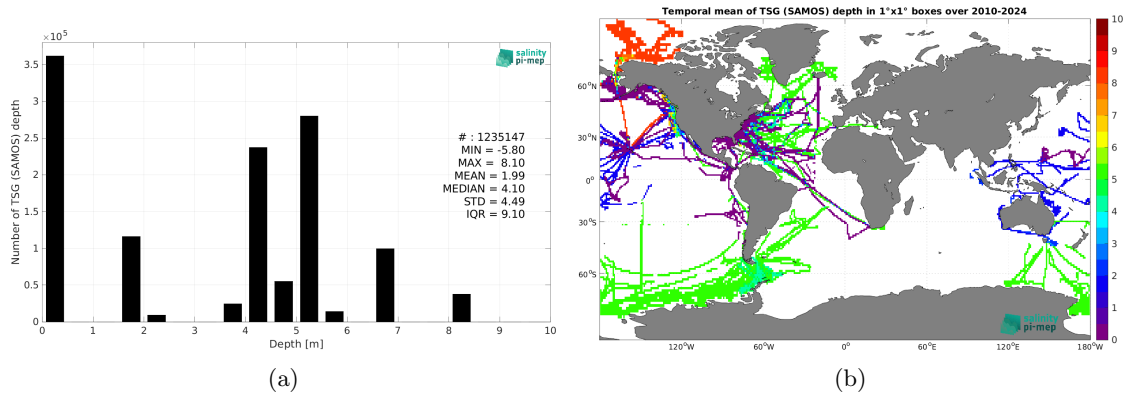 ×10⁵
3.5
3
2.5
2
1.5
1
0.5
0
Number of TSG (SAMOS) depth
salinity
pi-mep
# : 1235147
MIN = -5.80
MAX = 8.10
MEAN = 1.99
MEDIAN = 4.10
STD = 4.49
IQR = 9.10
0 1 2 3 4 5 6 7 8 9 10
Depth [m]
(a)
Temporal mean of TSG (SAMOS) depth in 1°x1° boxes over 2010-2024
60°N
30°N
0°
30°S
60°S
120°W 60°W 0° 60°E 120°E 180°W
salinity
pi-mep
10
9
8
7
6
5
4
3
2
1
0
(b)